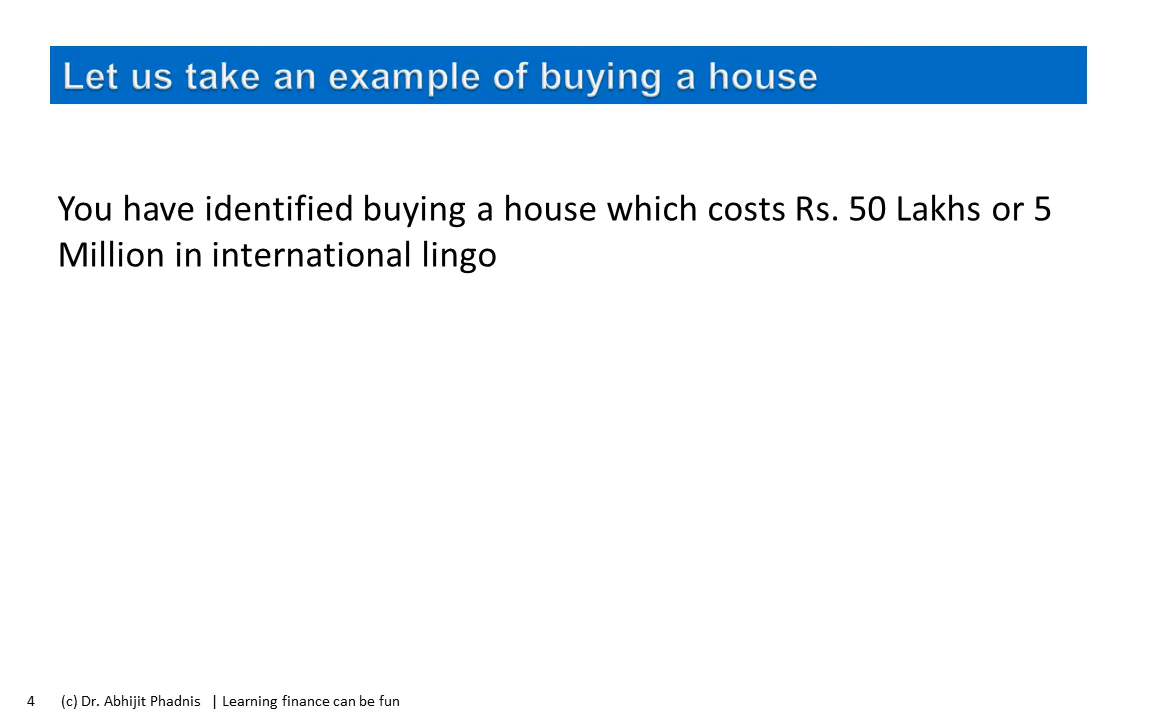 Let us take an example of buying a house
You have identified buying a house which costs Rs. 50 Lakhs or 5
Million in international lingo
4 (c) Dr. Abhijit Phadnis | Learning finance can be fun